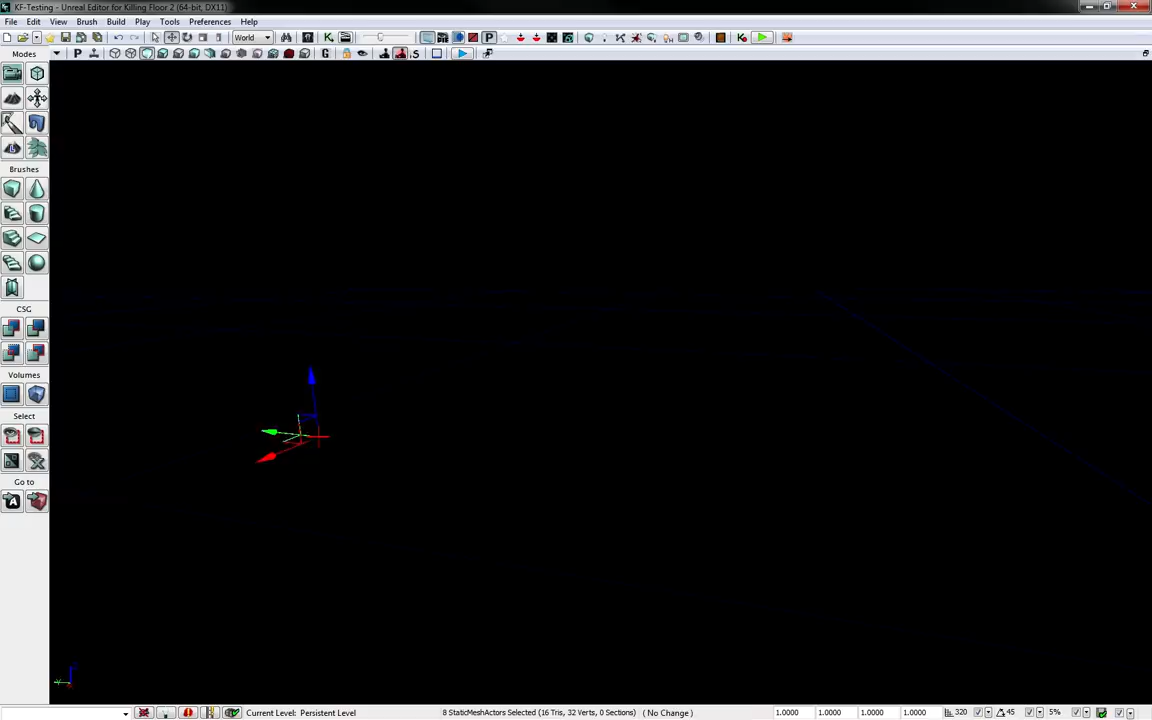 KF-Testing - Unreal Editor for Killing Floor 2 (64-bit, DX11)
File Edit View Brush Build Play Tools Preferences Help
World
Modes
Brushes
CSG
Volumes
Select
Go to
Current Level: Persistent Level 8 StaticMeshActors Selected (16 Tris, 32 Verts, 0 Sections) ( No Change ) 1.0000 1.0000 1.0000 1.0000 320 45 5%